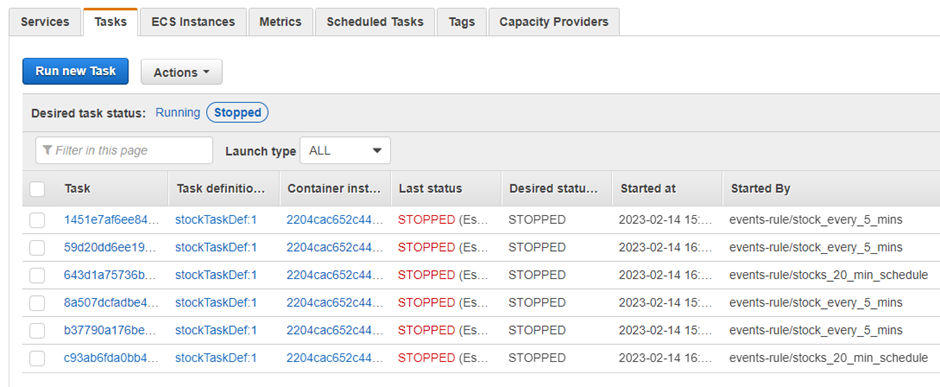 Services Tasks ECS Instances Metrics Scheduled Tasks Tags Capacity Providers
Run new Task Actions
Desired task status: Running Stopped
Filter in this page Launch type ALL
Task Task definitio... Container inst... Last status Desired statu... Started at Started By
1451e7af6ee84... stockTaskDef:1 2204cac652c44... STOPPED (Es... STOPPED 2023-02-14 15:... events-rule/stock_every_5_mins
59d20dd6ee19... stockTaskDef:1 2204cac652c44... STOPPED (Es... STOPPED 2023-02-14 16:... events-rule/stock_every_5_mins
643d1a75736b... stockTaskDef:1 2204cac652c44... STOPPED (Es... STOPPED 2023-02-14 16:... events-rule/stocks_20_min_schedule
8a507dcfadbe4... stockTaskDef:1 2204cac652c44... STOPPED (Es... STOPPED 2023-02-14 15:... events-rule/stock_every_5_mins
b37790a176be... stockTaskDef:1 2204cac652c44... STOPPED (Es... STOPPED 2023-02-14 15:... events-rule/stock_every_5_mins
c93ab6fda0bb4... stockTaskDef:1 2204cac652c44... STOPPED (Es... STOPPED 2023-02-14 16:... events-rule/stocks_20_min_schedule